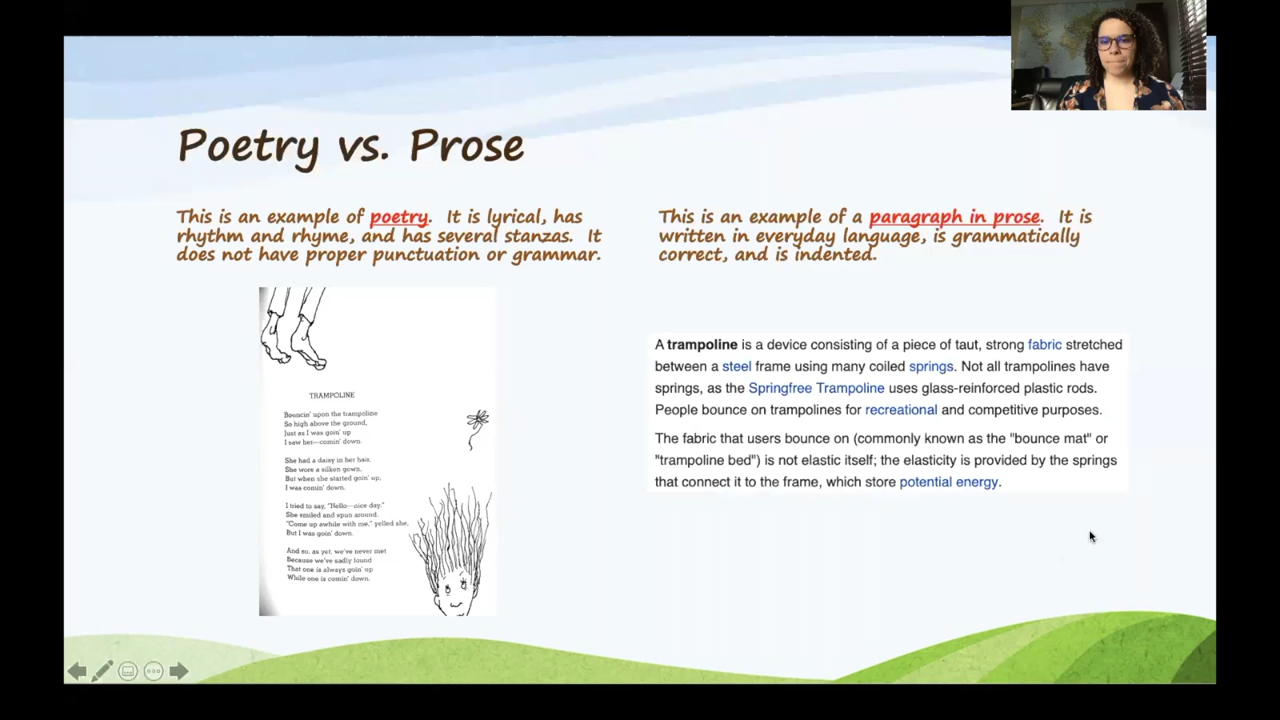 Poetry vs. Prose
This is an example of poetry. It is lyrical, has
rhythm and rhyme, and has several stanzas. It
does not have proper punctuation or grammar.
TRAMPOLINE
Bouncin' upon the trampoline
So high above the ground,
Just as I was goin' up
I saw her—comin' down.
She had a daisy in her hair,
She wore a silken gown,
But when she started goin' up,
I was comin' down.
I tried to say, "Hello—nice day."
She smiled and spun around.
"Come up awhile with me," yelled she,
But I was goin' down.
And so, as yet, we've never met
Because we've sadly found
That one is always goin' up
While one is comin' down.
This is an example of a paragraph in prose. It is
written in everyday language, is grammatically
correct, and is indented.
A trampoline is a device consisting of a piece of taut, strong fabric stretched
between a steel frame using many coiled springs. Not all trampolines have
springs, as the Springfree Trampoline uses glass-reinforced plastic rods.
People bounce on trampolines for recreational and competitive purposes.
The fabric that users bounce on (commonly known as the "bounce mat" or
"trampoline bed") is not elastic itself; the elasticity is provided by the springs
that connect it to the frame, which store potential energy.